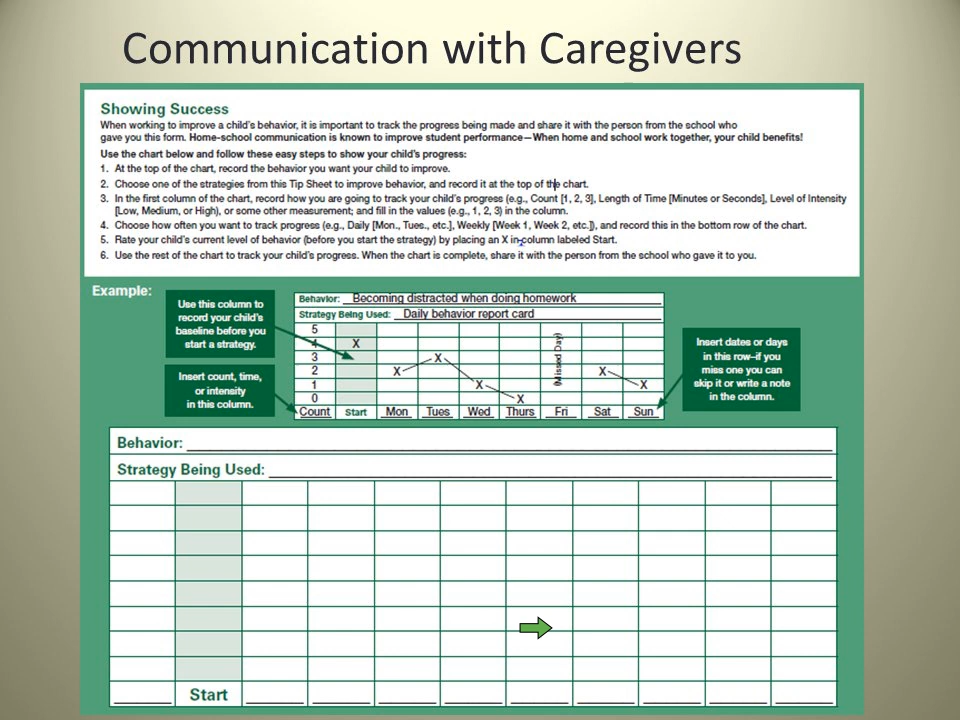 Communication with Caregivers
Showing Success
When working to improve a child's behavior, it is important to track the progress being made and share it with the person from the school who
gave you this form. Home-school communication is known to improve student performance—When home and school work together, your child benefits!
Use the chart below and follow these easy steps to show your child's progress:
1. At the top of the chart, record the behavior you want your child to improve.
2. Choose one of the strategies from this Tip Sheet to improve behavior, and record it at the top of the chart.
3. In the first column of the chart, record how you are going to track your child's progress (e.g., Count [1, 2, 3], Length of Time [Minutes or Seconds], Level of Intensity
[Low, Medium, or High), or some other measurement; and fill in the values (e.g., 1, 2, 3) in the column.
4. Choose how often you want to track progress (e.g., Daily [Mon., Tues., etc.], Weekly [Week 1, Week 2, etc.]), and record this in the bottom row of the chart.
5. Rate your child's current level of behavior (before you start the strategy) by placing an X in column labeled Start.
6. Use the rest of the chart to track your child's progress. When the chart is complete, share it with the person from the school who gave it to you.
Example:
Use this column to
record your child's
baseline before you
start a strategy.
Insert count, time,
or intensity
in this column.
Behavior: Becoming distracted when doing homework
Strategy Being Used: Daily behavior report card
5
4 X
3 X
2 X X
1 X X
0 X
(Missed Day)
Count Start Mon Tues Wed Thurs Fri Sat Sun
Insert dates or days
in this row–if you
miss one you can
skip it or write a note
in the column.
Behavior:
Strategy Being Used:
Start